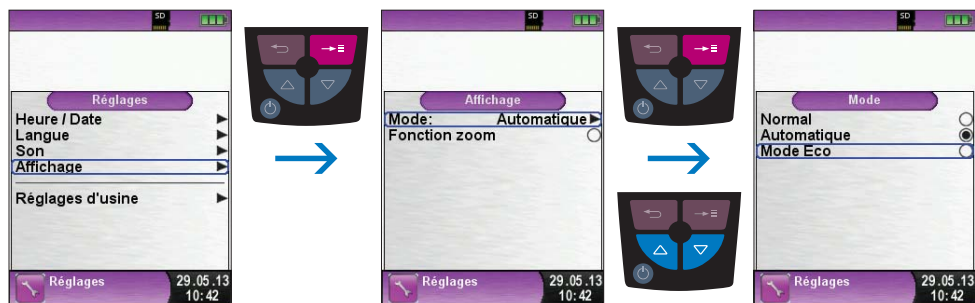 SD
Réglages
Heure / Date
Langue
Son
Affichage
Réglages d'usine
Réglages
29.05.13
10:42
SD
Affichage
Mode: Automatique
Fonction zoom
Réglages
29.05.13
10:42
SD
Mode
Normal
Automatique
Mode Eco
Réglages
29.05.13
10:42